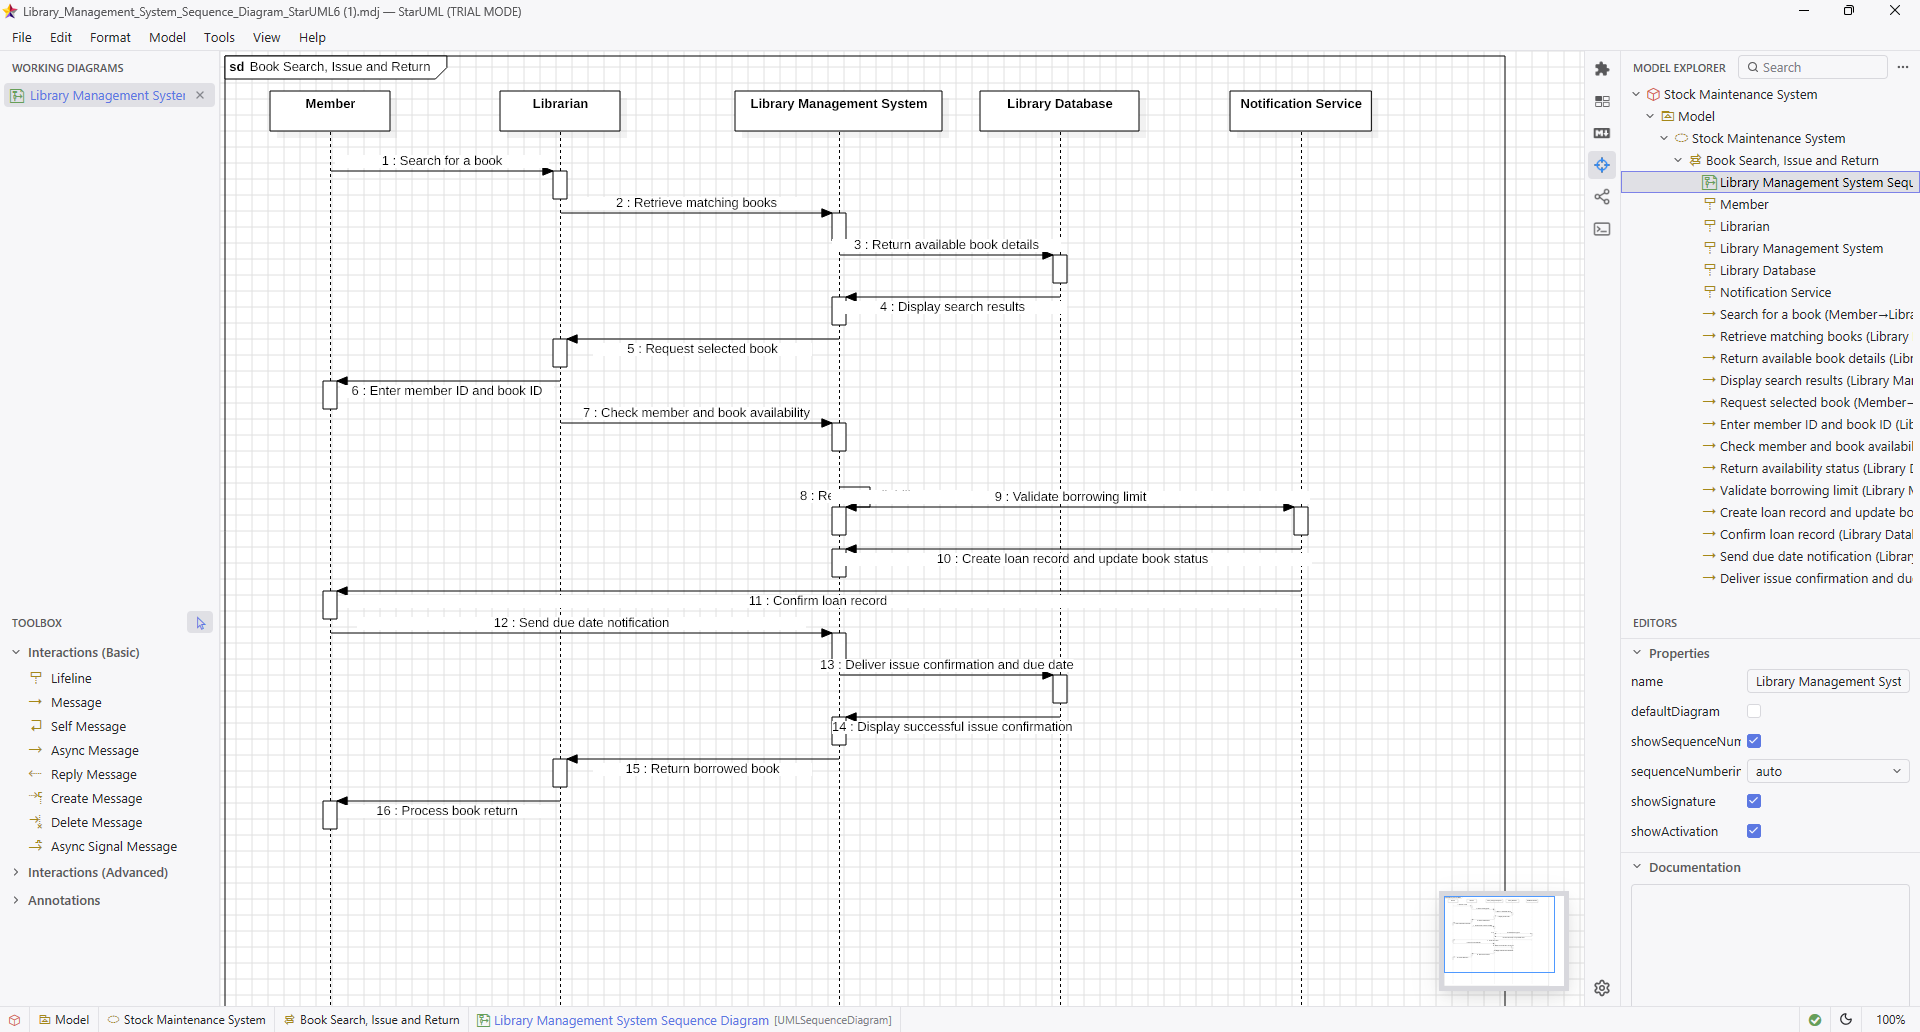 Library_Management_System_Sequence_Diagram_StarUML6 (1).mdj — StarUML (TRIAL MODE)
File Edit Format Model Tools View Help
WORKING DIAGRAMS
Library Management Syster
sd Book Search, Issue and Return
Member
Librarian
Library Management System
Library Database
Notification Service
1 : Search for a book
2 : Retrieve matching books
3 : Return available book details
4 : Display search results
5 : Request selected book
6 : Enter member ID and book ID
7 : Check member and book availability
8 : Re
9 : Validate borrowing limit
10 : Create loan record and update book status
11 : Confirm loan record
12 : Send due date notification
13 : Deliver issue confirmation and due date
14 : Display successful issue confirmation
15 : Return borrowed book
16 : Process book return
TOOLBOX
Interactions (Basic)
Lifeline
Message
Self Message
Async Message
Reply Message
Create Message
Delete Message
Async Signal Message
Interactions (Advanced)
Annotations
MODEL EXPLORER
Search
Stock Maintenance System
Model
Stock Maintenance System
Book Search, Issue and Return
Library Management System Sequ
Member
Librarian
Library Management System
Library Database
Notification Service
Search for a book (Member→Libra
Retrieve matching books (Library
Return available book details (Libr
Display search results (Library Mar
Request selected book (Member→
Enter member ID and book ID (Lib
Check member and book availabil
Return availability status (Library D
Validate borrowing limit (Library M
Create loan record and update bo
Confirm loan record (Library Data
Send due date notification (Library
Deliver issue confirmation and du
EDITORS
Properties
name Library Management Syst
defaultDiagram
showSequenceNum
sequenceNumberin auto
showSignature
showActivation
Documentation
Model Stock Maintenance System Book Search, Issue and Return Library Management System Sequence Diagram [UMLSequenceDiagram] 100%